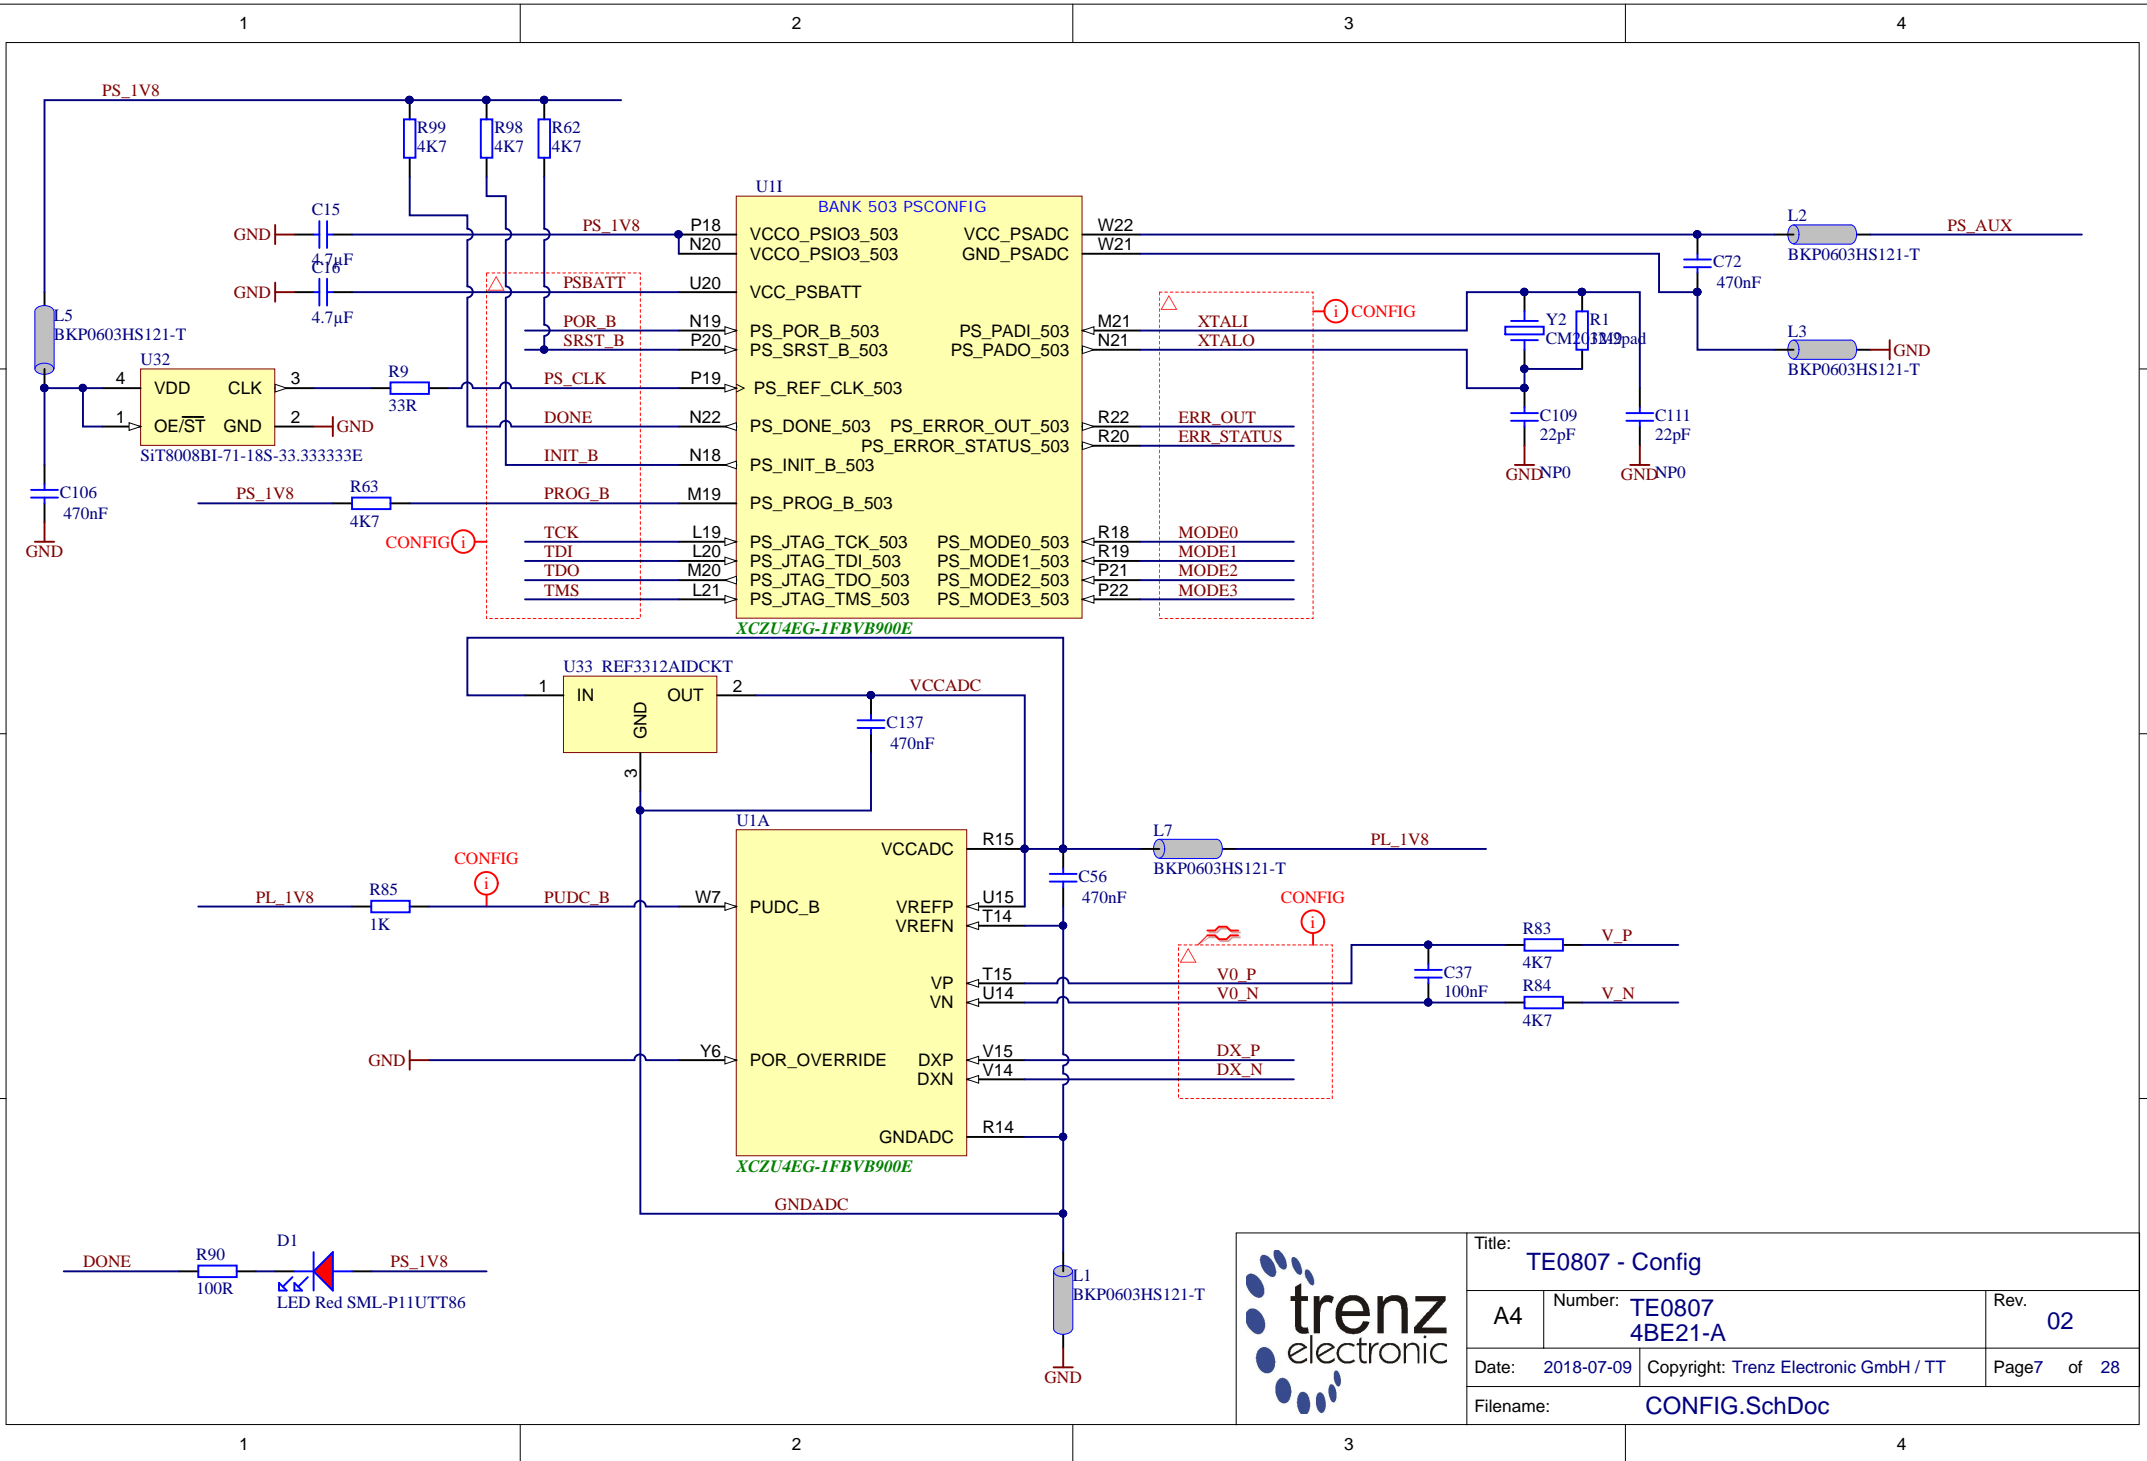 1 2 3 4
PS_1V8
R99
4K7
R98
4K7
R62
4K7
C15
4.7µF
GND
PS_1V8
C16
4.7µF
GND
PSBATT
POR_B
SRST_B
L5
BKP0603HS121-T
U32
4 VDD CLK 3
1 OE/ST GND 2
GND
SiT8008BI-71-18S-33.333333E
R9
33R
PS_CLK
DONE
INIT_B
C106
470nF
GND
PS_1V8
R63
4K7
PROG_B
CONFIG i
TCK
TDI
TDO
TMS
U1I
BANK 503 PSCONFIG
P18 VCCO_PSIO3_503
N20 VCCO_PSIO3_503
U20 VCC_PSBATT
N19 PS_POR_B_503
P20 PS_SRST_B_503
P19 PS_REF_CLK_503
N22 PS_DONE_503
N18 PS_INIT_B_503
M19 PS_PROG_B_503
L19 PS_JTAG_TCK_503
L20 PS_JTAG_TDI_503
M20 PS_JTAG_TDO_503
L21 PS_JTAG_TMS_503
VCC_PSADC W22
GND_PSADC W21
PS_PADI_503 M21
PS_PADO_503 N21
PS_ERROR_OUT_503 R22
PS_ERROR_STATUS_503 R20
PS_MODE0_503 R18
PS_MODE1_503 R19
PS_MODE2_503 P21
PS_MODE3_503 P22
XCZU4EG-1FBVB900E
L2
BKP0603HS121-T
PS_AUX
C72
470nF
L3
BKP0603HS121-T
GND
i CONFIG
XTALI
XTALO
Y2
R1
ERR_OUT
ERR_STATUS
C109
22pF
GND NP0
C111
22pF
GND NP0
MODE0
MODE1
MODE2
MODE3
U33 REF3312AIDCKT
1 IN OUT 2
GND
3
VCCADC
C137
470nF
U1A
VCCADC R15
VREFP U15
VREFN T14
VP T15
VN U14
DXP V15
DXN V14
GNDADC R14
W7 PUDC_B
Y6 POR_OVERRIDE
XCZU4EG-1FBVB900E
L7
BKP0603HS121-T
PL_1V8
C56
470nF
CONFIG
i
PL_1V8
R85
1K
PUDC_B
CONFIG
i
V0_P
V0_N
C37
100nF
R83
4K7
V_P
R84
4K7
V_N
GND
DX_P
DX_N
GNDADC
L1
BKP0603HS121-T
GND
DONE
R90
100R
D1
PS_1V8
LED Red SML-P11UTT86
trenz
electronic
Title:
TE0807 - Config
A4
Number: TE0807
4BE21-A
Rev.
02
Date: 2018-07-09
Copyright: Trenz Electronic GmbH / TT
Page7 of 28
Filename: CONFIG.SchDoc
1 2 3 4